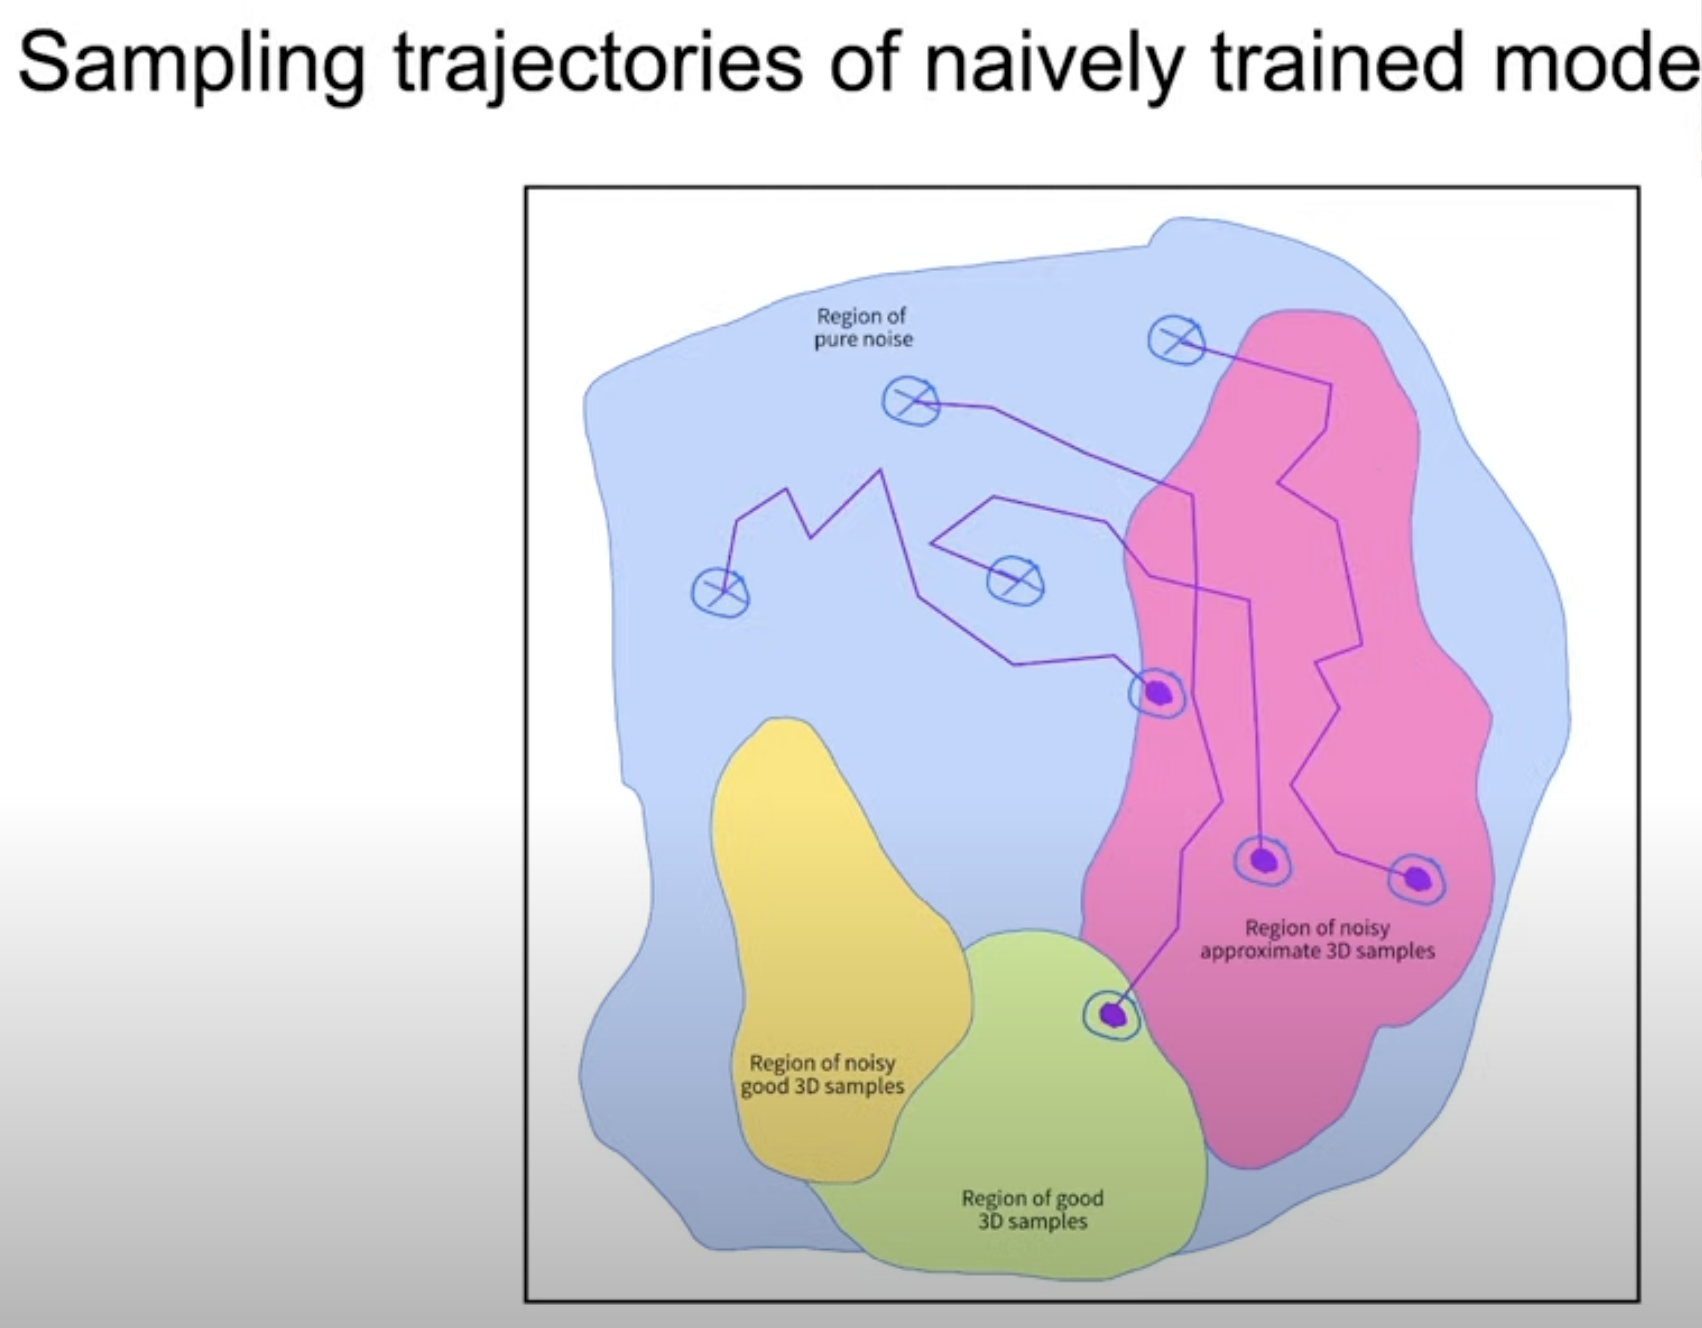 Sampling trajectories of naively trained mode
Region of
pure noise
Region of noisy
approximate 3D samples
Region of noisy
good 3D samples
Region of good
3D samples